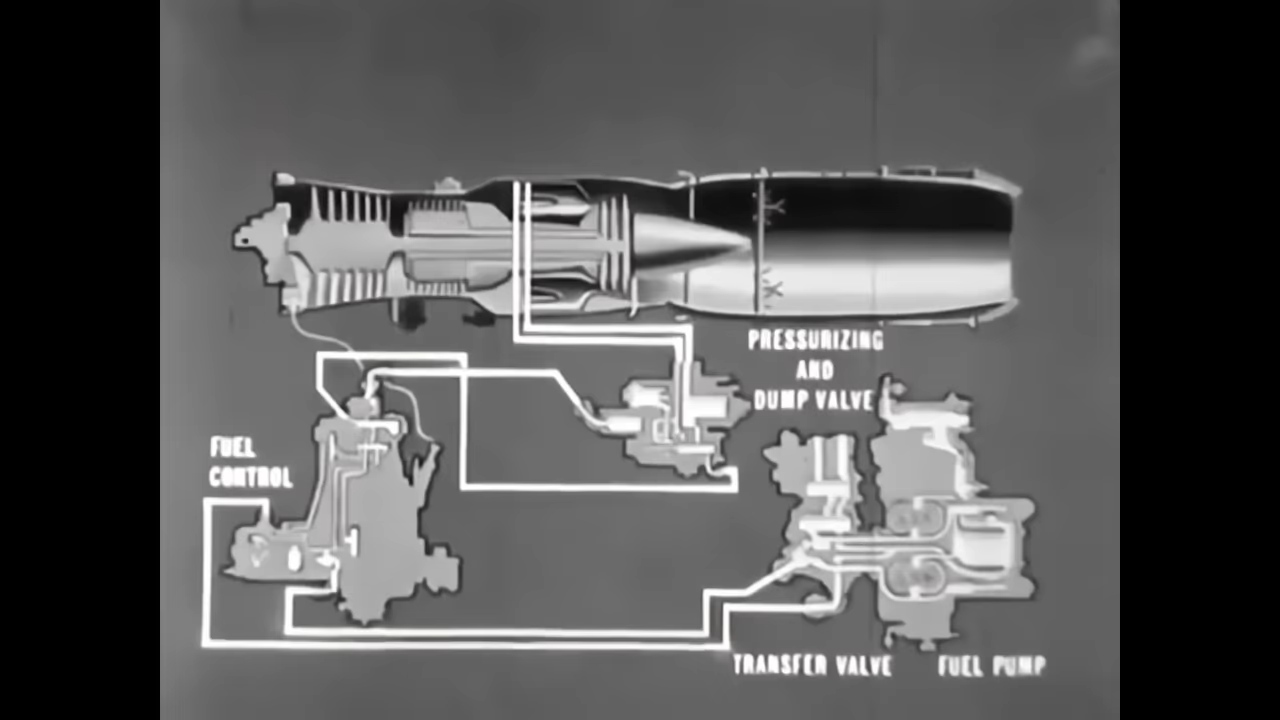 PRESSURIZING
AND
DUMP VALVE
FUEL
CONTROL
TRANSFER VALVE
FUEL PUMP